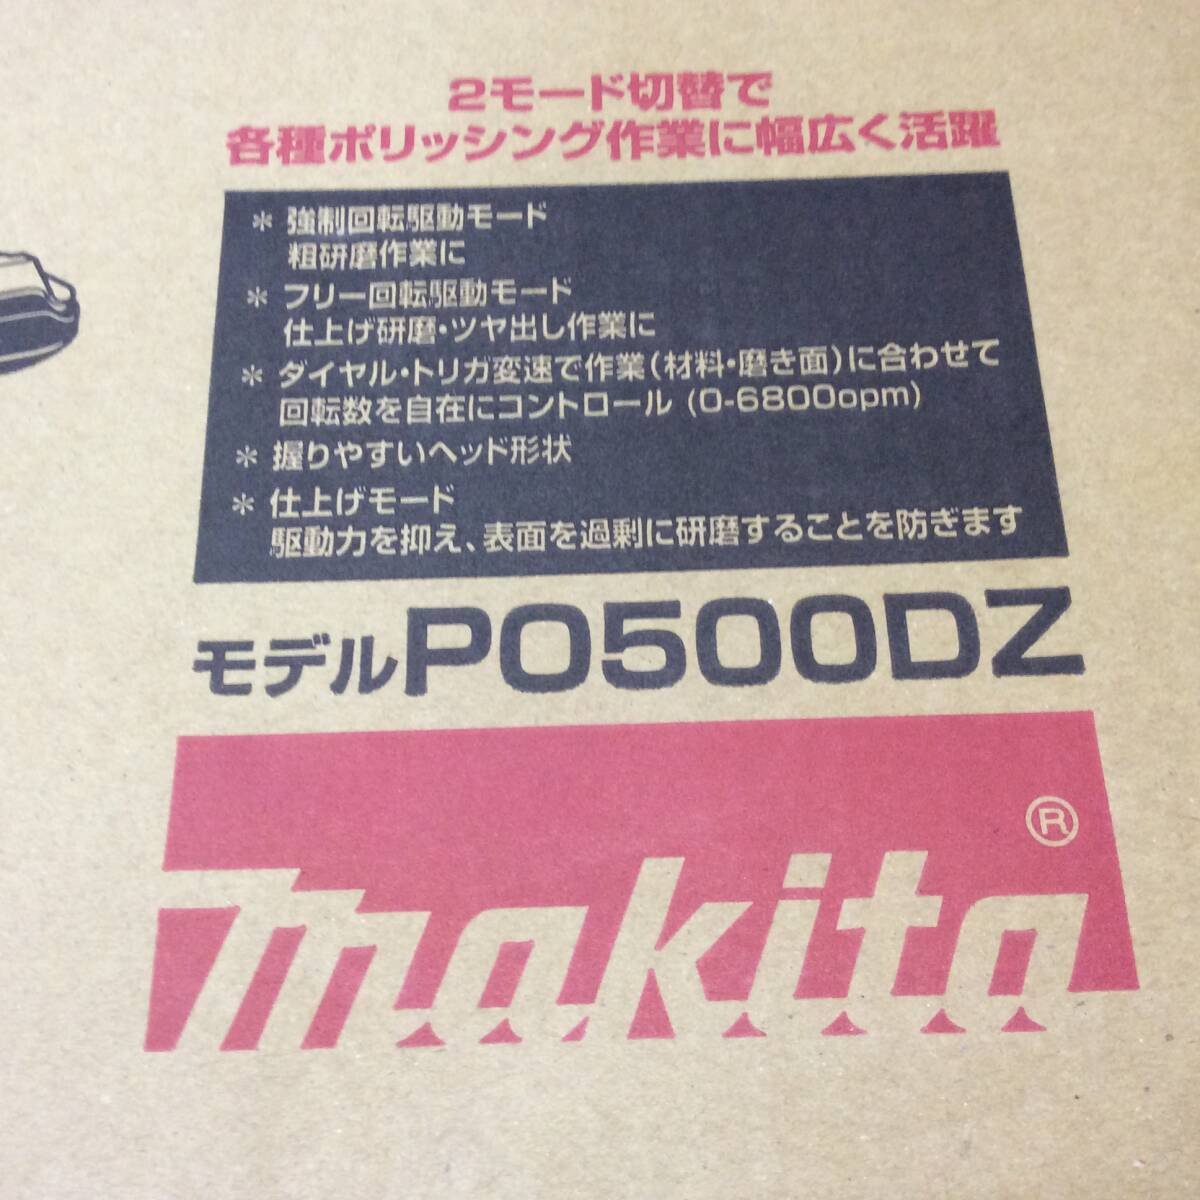 2モード切替で
各種ポリッシング作業に幅広く活躍
＊ 強制回転駆動モード
粗研磨作業に
＊ フリー回転駆動モード
仕上げ研磨・ツヤ出し作業に
＊ ダイヤル・トリガ変速で作業(材料・磨き面)に合わせて
回転数を自在にコントロール (0-6800opm)
＊ 握りやすいヘッド形状
＊ 仕上げモード
駆動力を抑え、表面を過剰に研磨することを防ぎます
モデルPO500DZ
makita®